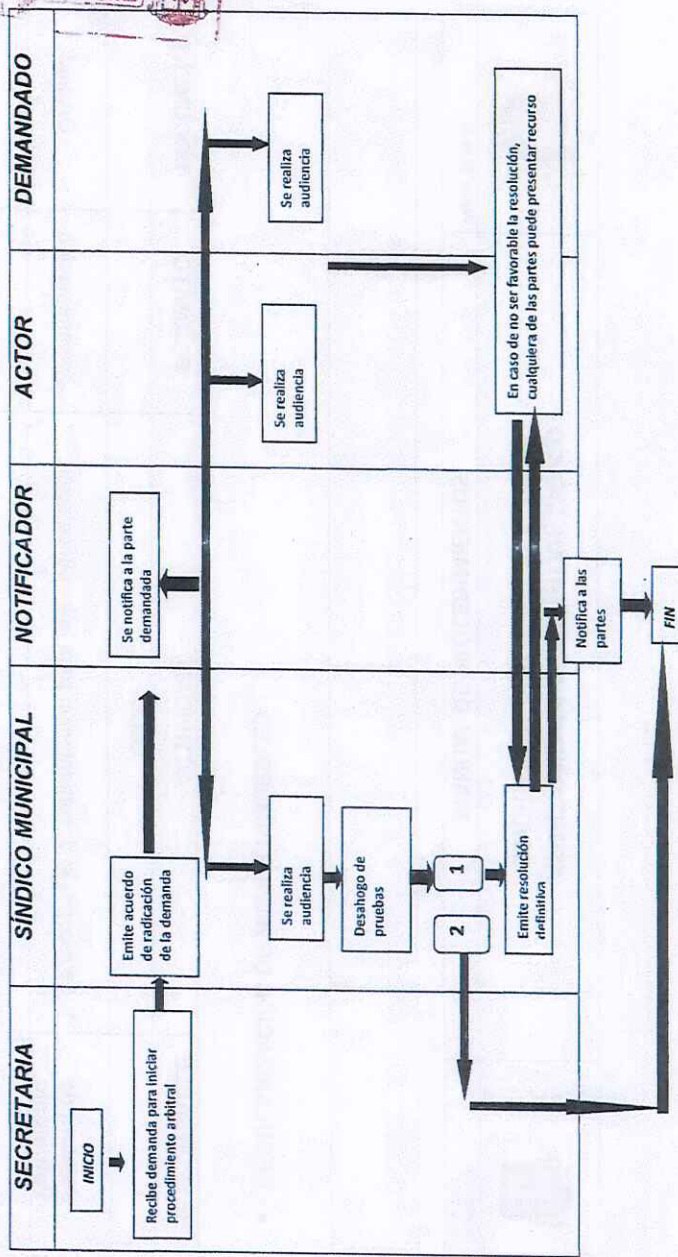 SECRETARIA
SÍNDICO MUNICIPAL
NOTIFICADOR
ACTOR
DEMANDADO
INICIO
Recibe demanda para iniciar
procedimiento arbitral
Emite acuerdo
de radicación
de la demanda
Se notifica a la parte
demandada
Se realiza
audiencia
Se realiza
audiencia
Se realiza
audiencia
Desahogo de
pruebas
2
1
Emite resolución
definitiva
En caso de no ser favorable la resolución,
cualquiera de las partes puede presentar recurso
Notifica a las
partes
FIN